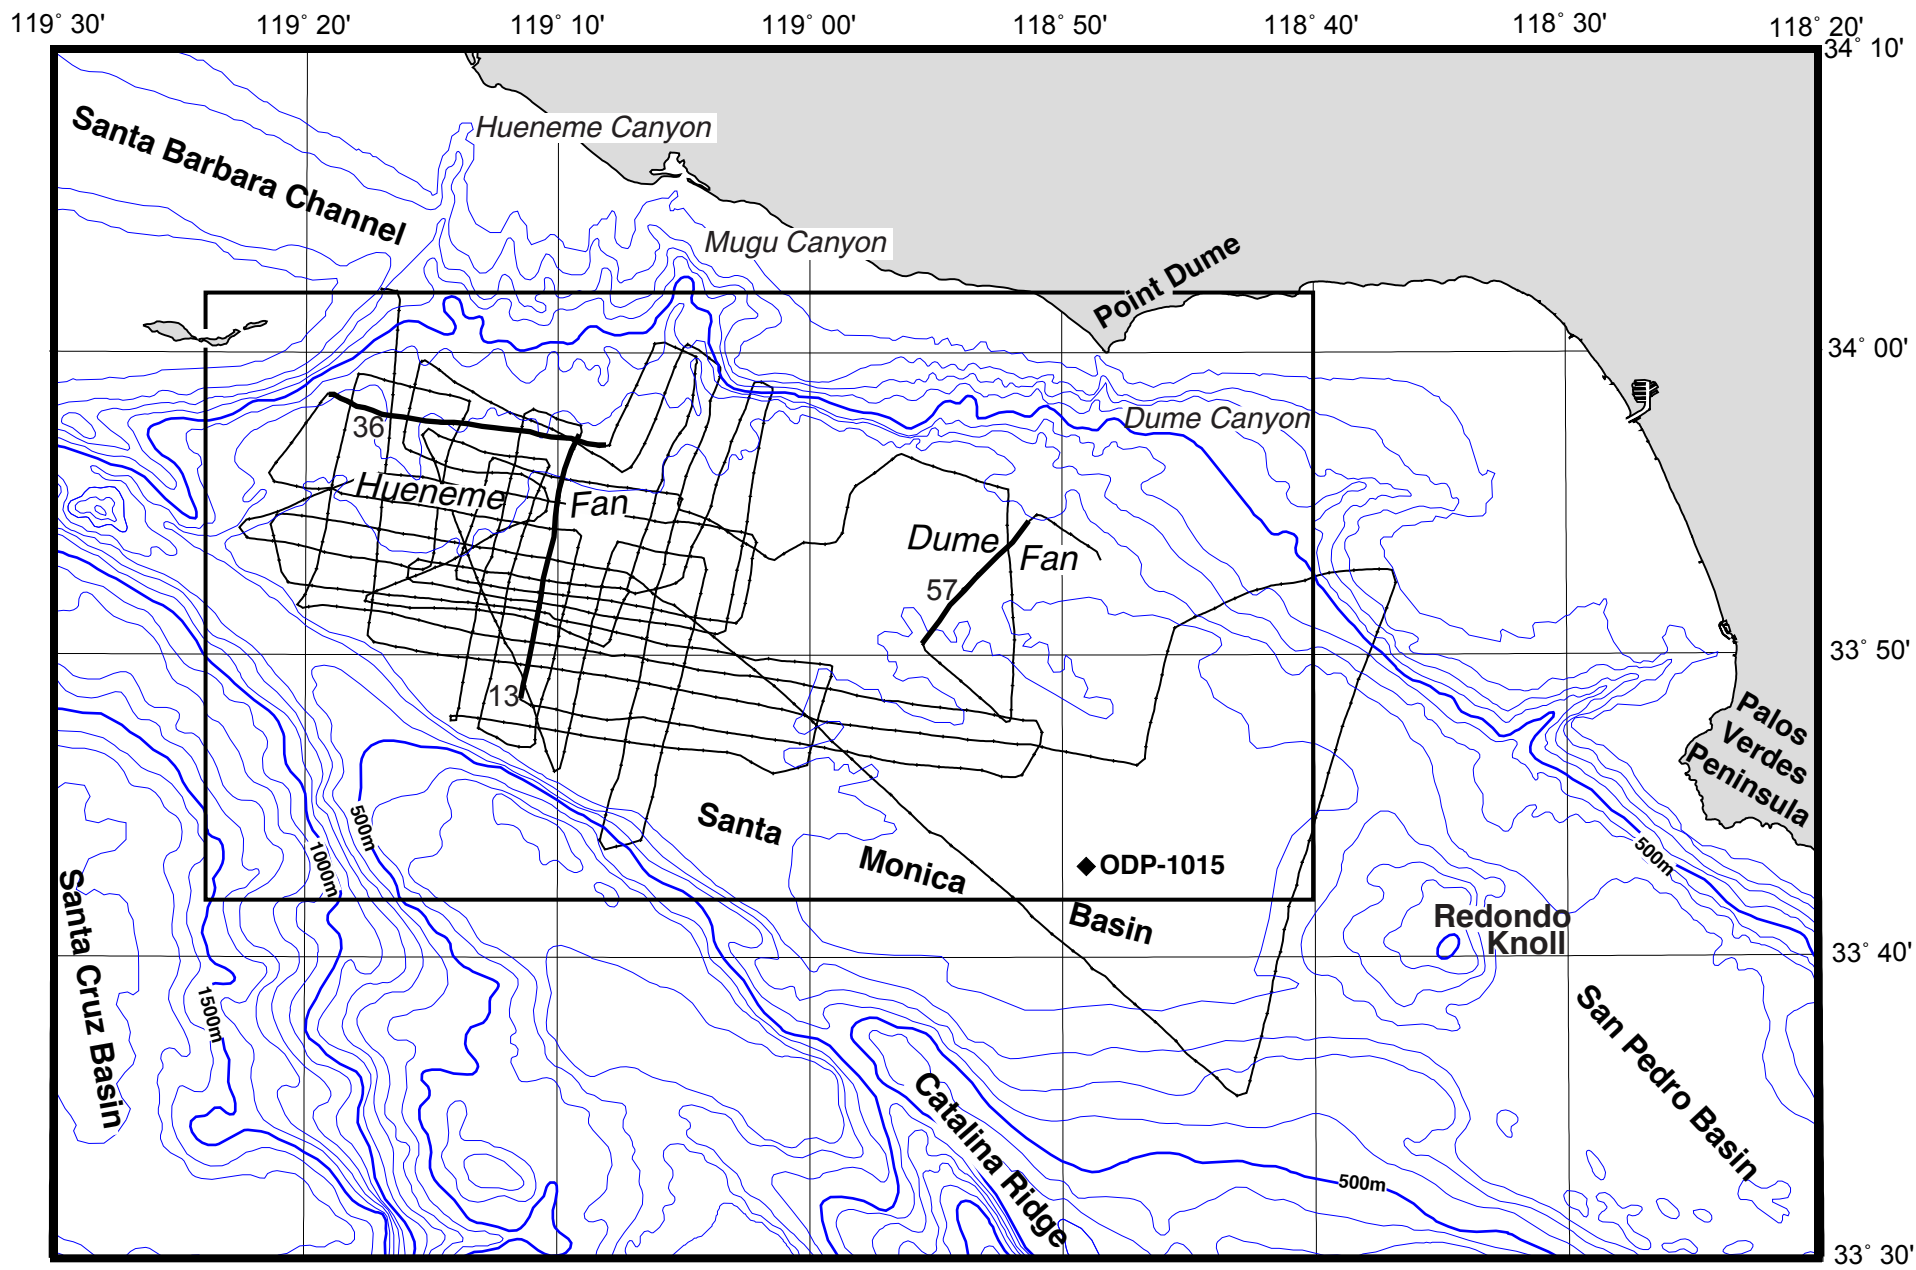 119° 30'
119° 20'
119° 10'
119° 00'
118° 50'
118° 40'
118° 30'
118° 20'
34° 10'
Hueneme Canyon
Santa Barbara Channel
Mugu Canyon
Point Dume
34° 00'
Dume Canyon
36
Hueneme
Fan
Dume
Fan
57
33° 50'
13
Palos
Verdes
Peninsula
500m
1000m
Santa
Monica
Basin
ODP-1015
500m
Redondo
Knoll
33° 40'
Santa Cruz Basin
1500m
San Pedro Basin
Catalina Ridge
500m
33° 30'